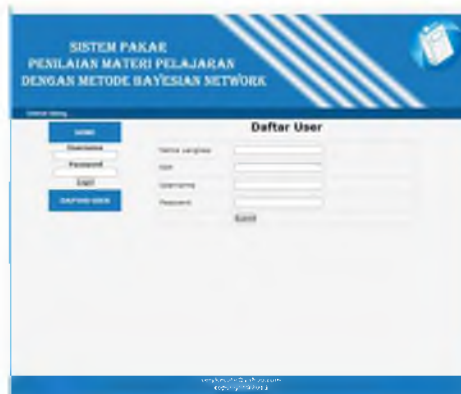 SISTEM PAKAR
PENILAIAN MATERI PELAJARAN
DENGAN METODE BAYESIAN NETWORK
HOME
Username
Password
Login
DAFTAR USER
Daftar User
Nama Lengkap
Username
Password
Submit